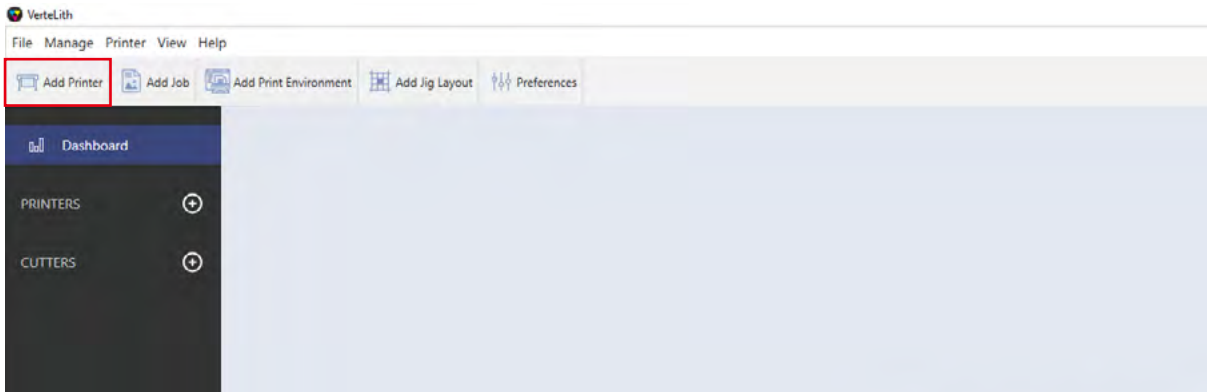 VerteLith
File Manage Printer View Help
Add Printer Add Job Add Print Environment Add Jig Layout Preferences
Dashboard
PRINTERS
CUTTERS